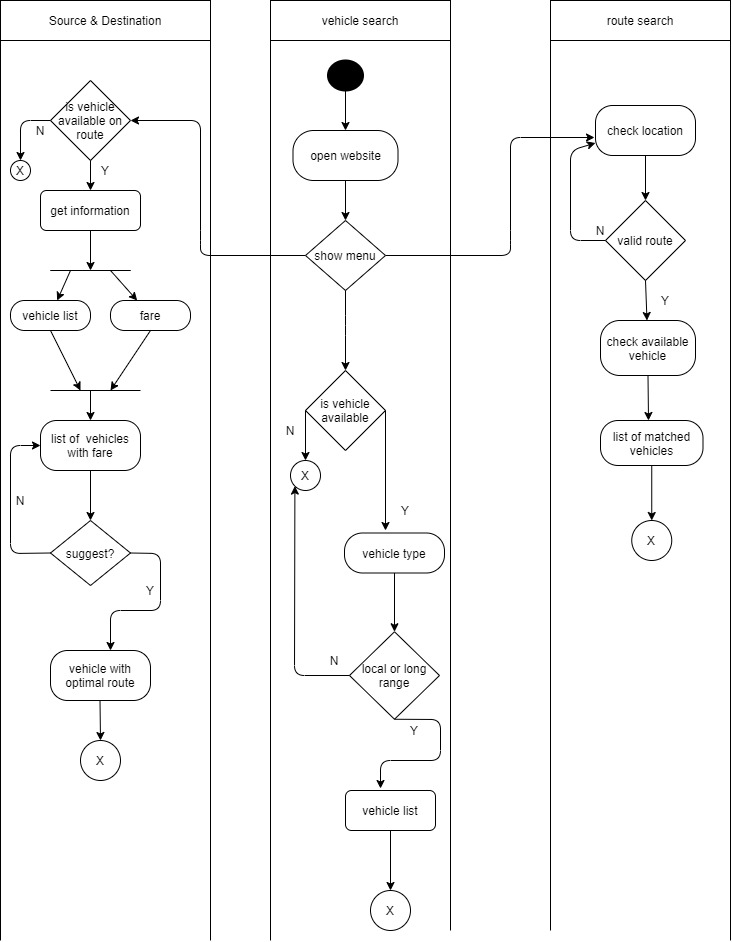 Source & Destination
vehicle search
route search
is vehicle
available on
route
N
X
Y
get information
vehicle list
fare
list of vehicles
with fare
N
suggest?
Y
vehicle with
optimal route
X
open website
show menu
is vehicle
available
N
X
Y
vehicle type
N
local or long
range
Y
vehicle list
X
check location
N
valid route
Y
check available
vehicle
list of matched
vehicles
X